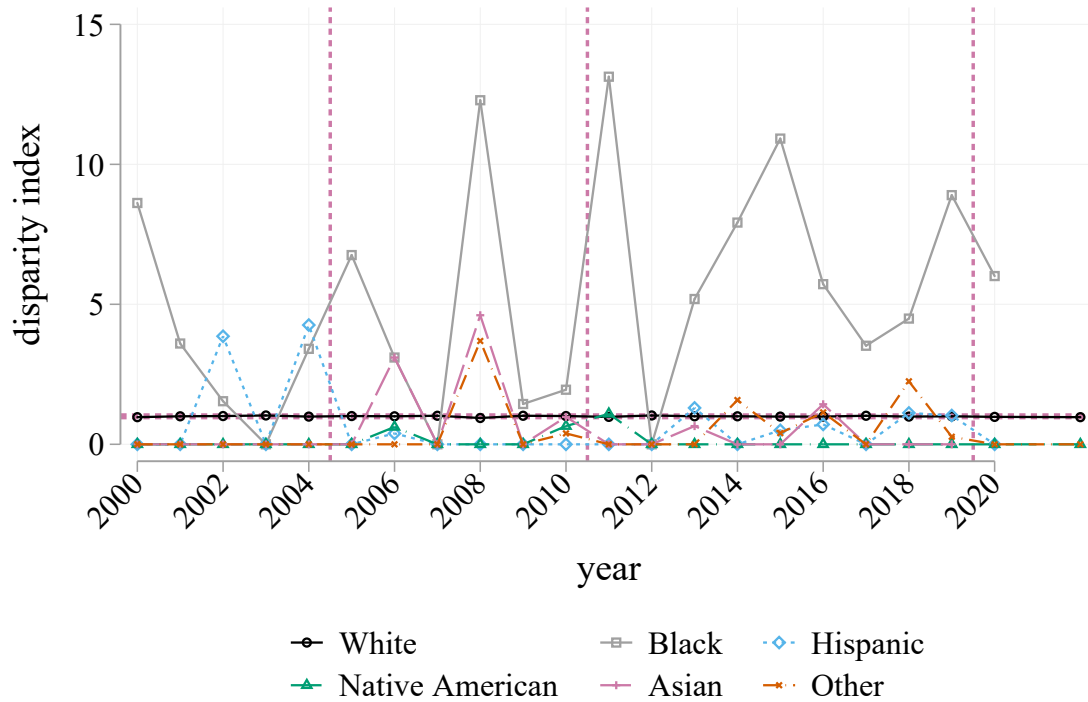 15
10
5
0
disparity index
2000 2002 2004 2006 2008 2010 2012 2014 2016 2018 2020
year
White Black Hispanic
Native American Asian Other